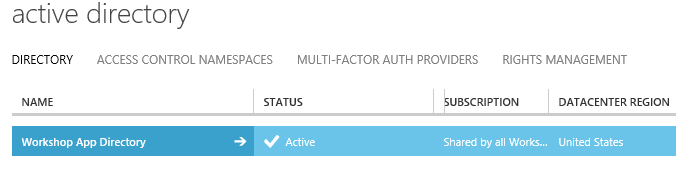 active directory
DIRECTORY ACCESS CONTROL NAMESPACES MULTI-FACTOR AUTH PROVIDERS RIGHTS MANAGEMENT
NAME STATUS SUBSCRIPTION DATACENTER REGION
Workshop App Directory Active Shared by all Works... United States